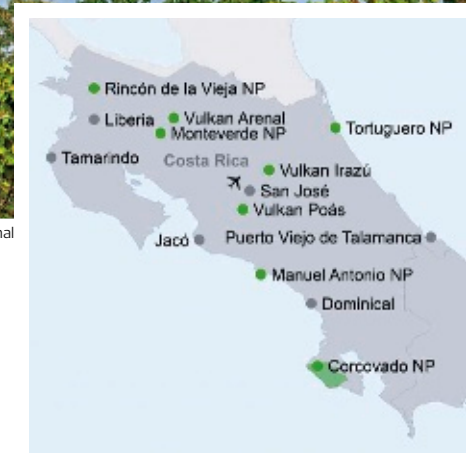 Rincón de la Vieja NP
Liberia
Vulkan Arenal
Monteverde NP
Tortuguero NP
Tamarindo
Costa Rica
Vulkan Irazú
San José
Vulkan Poás
nal
Jacó
Puerto Viejo de Talamanca
Manuel Antonio NP
Dominical
Corcovado NP